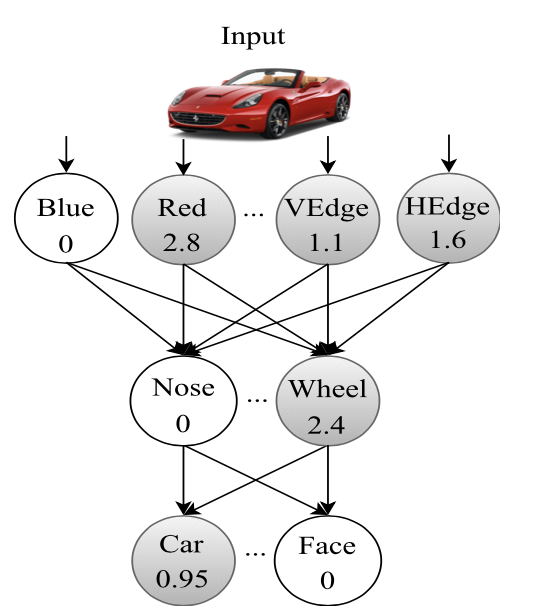 Input
Blue Red ... VEdge HEdge
0 2.8 1.1 1.6
Nose ... Wheel
0 2.4
Car ... Face
0.95 0